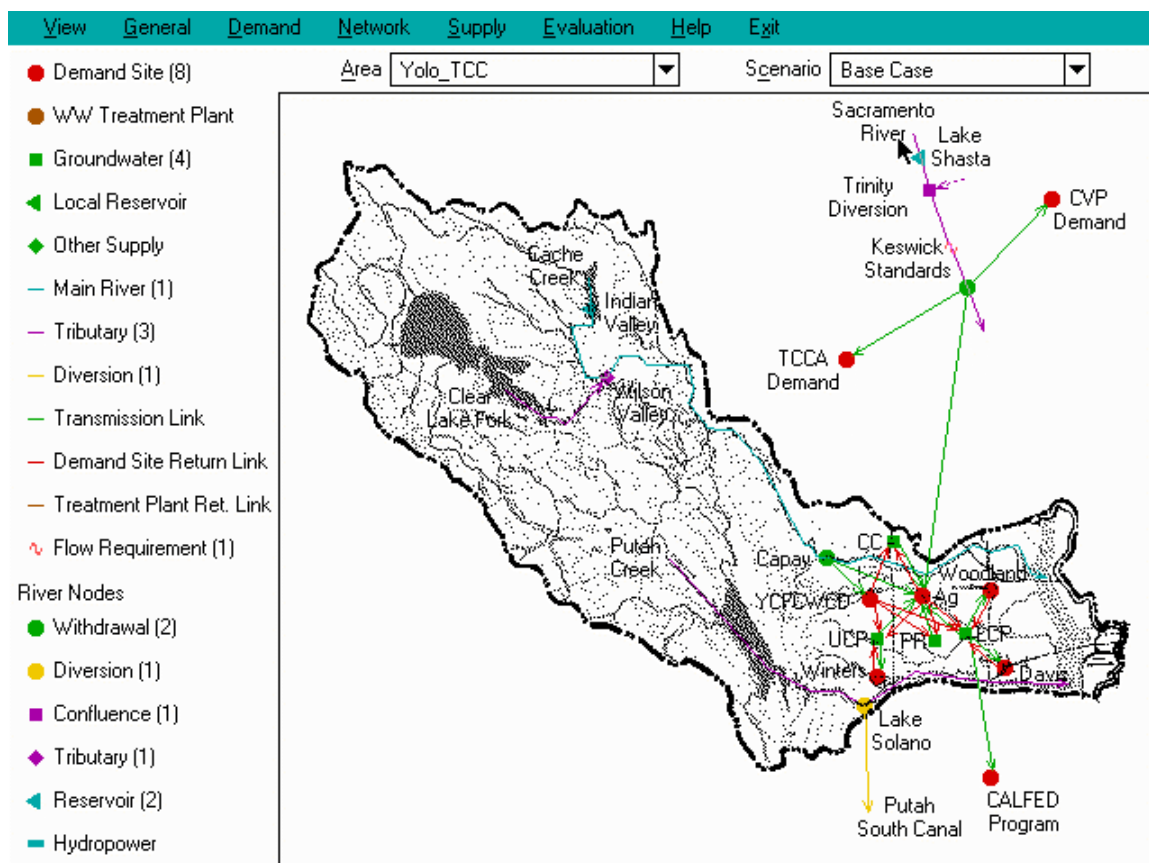 View General Demand Network Supply Evaluation Help Exit
Area Yolo_TCC Scenario Base Case
Demand Site (8)
WW Treatment Plant
Groundwater (4)
Local Reservoir
Other Supply
Main River (1)
Tributary (3)
Diversion (1)
Transmission Link
Demand Site Return Link
Treatment Plant Ret. Link
Flow Requirement (1)
River Nodes
Withdrawal (2)
Diversion (1)
Confluence (1)
Tributary (1)
Reservoir (2)
Hydropower
Sacramento
River
Lake
Shasta
Trinity
Diversion
CVP
Demand
Keswick
Standards
TCCA
Demand
Cache
Creek
Indian
Valley
Clear
Lake Fork
Wilson
Valley
Putah
Creek
Capay
CC
Woodland
YCFCWCD
Ag
UCP
PR
LCP
Winters
Davis
Lake
Solano
Putah
South Canal
CALFED
Program